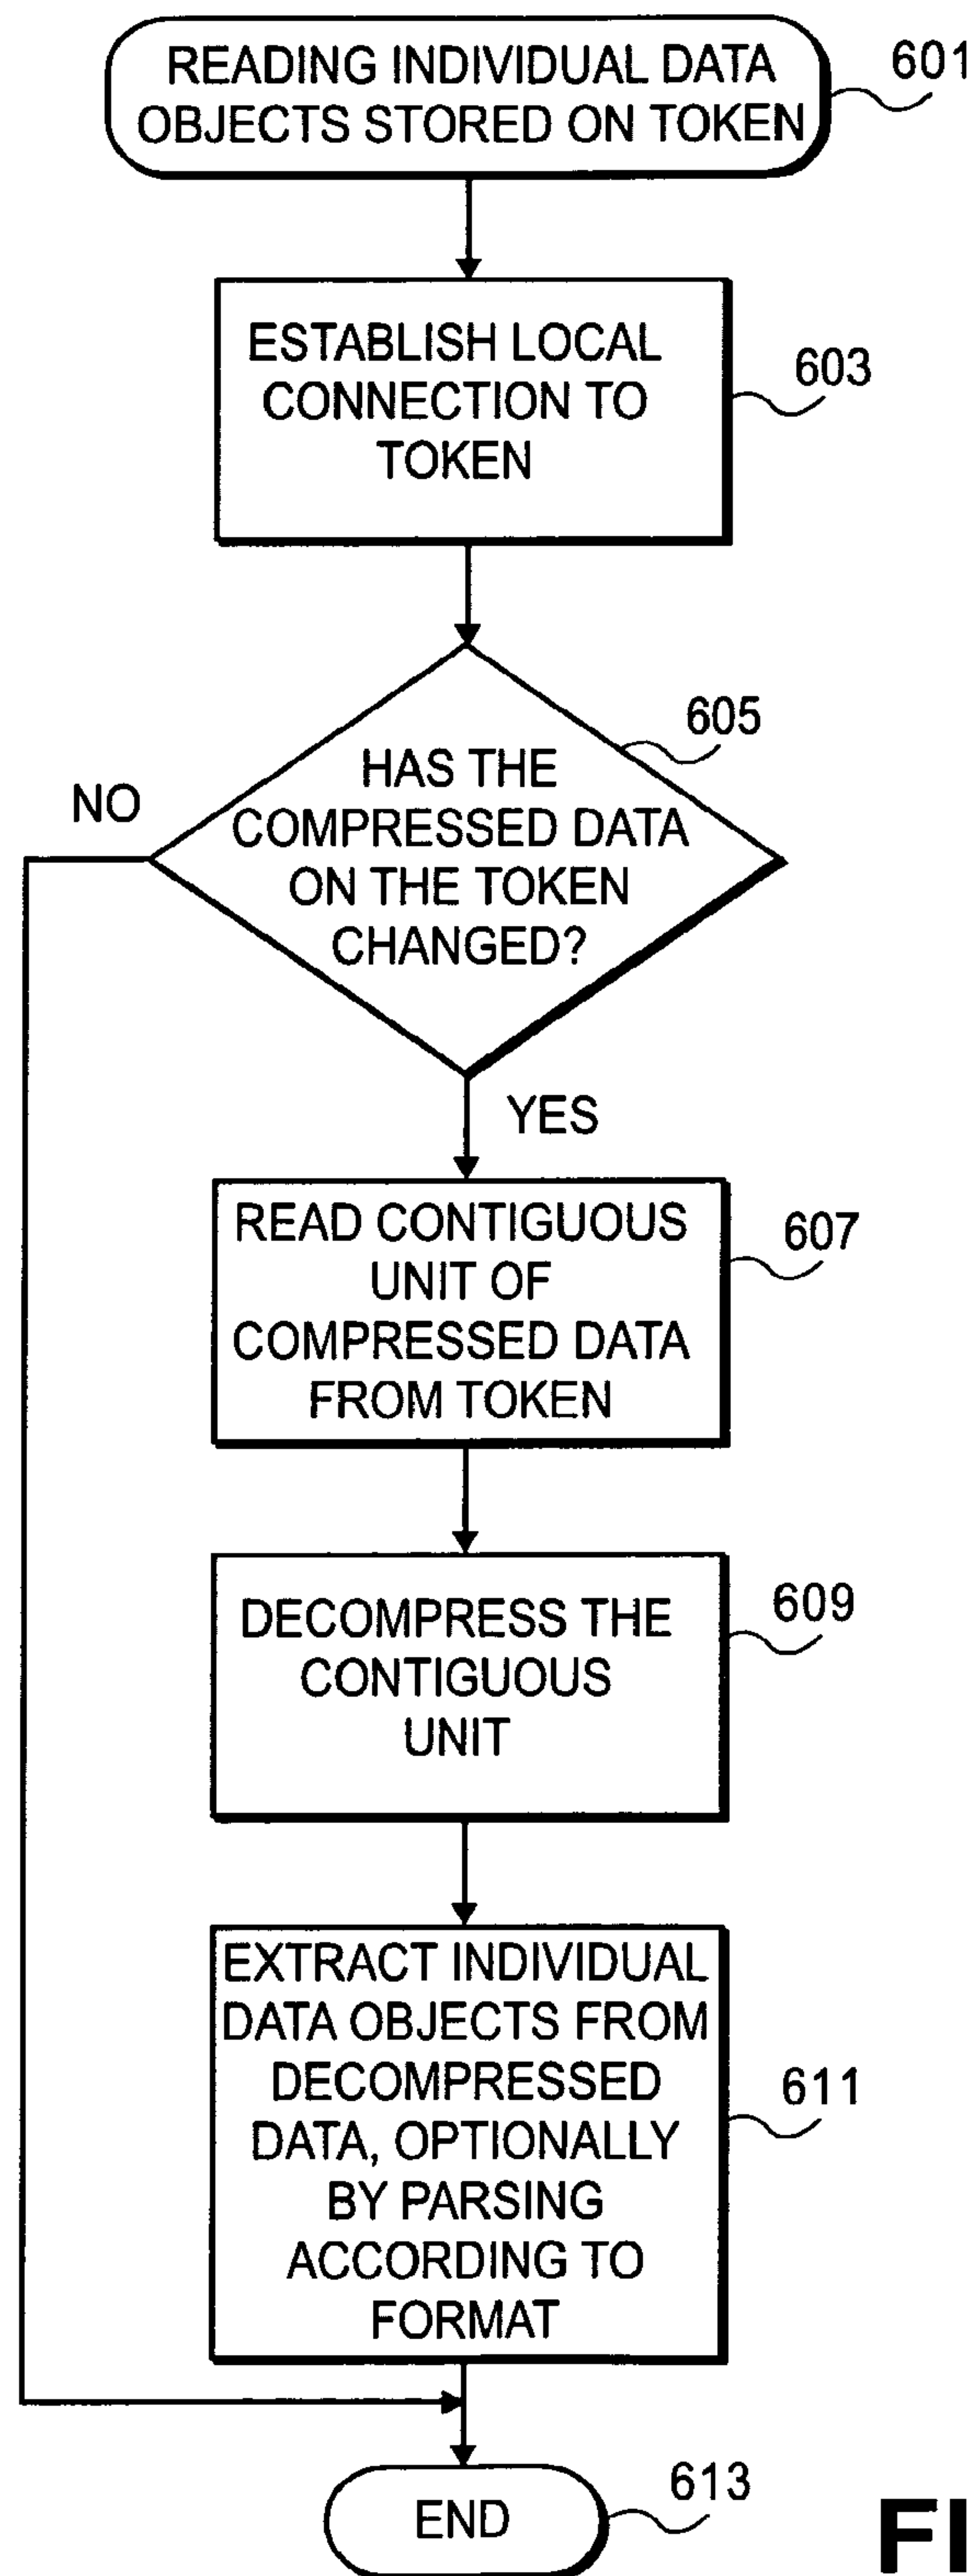 READING INDIVIDUAL DATA
OBJECTS STORED ON TOKEN
601
ESTABLISH LOCAL
CONNECTION TO
TOKEN
603
605
HAS THE
COMPRESSED DATA
ON THE TOKEN
CHANGED?
NO
YES
READ CONTIGUOUS
UNIT OF
COMPRESSED DATA
FROM TOKEN
607
DECOMPRESS THE
CONTIGUOUS
UNIT
609
EXTRACT INDIVIDUAL
DATA OBJECTS FROM
DECOMPRESSED
DATA, OPTIONALLY
BY PARSING
ACCORDING TO
FORMAT
611
END
613
FI